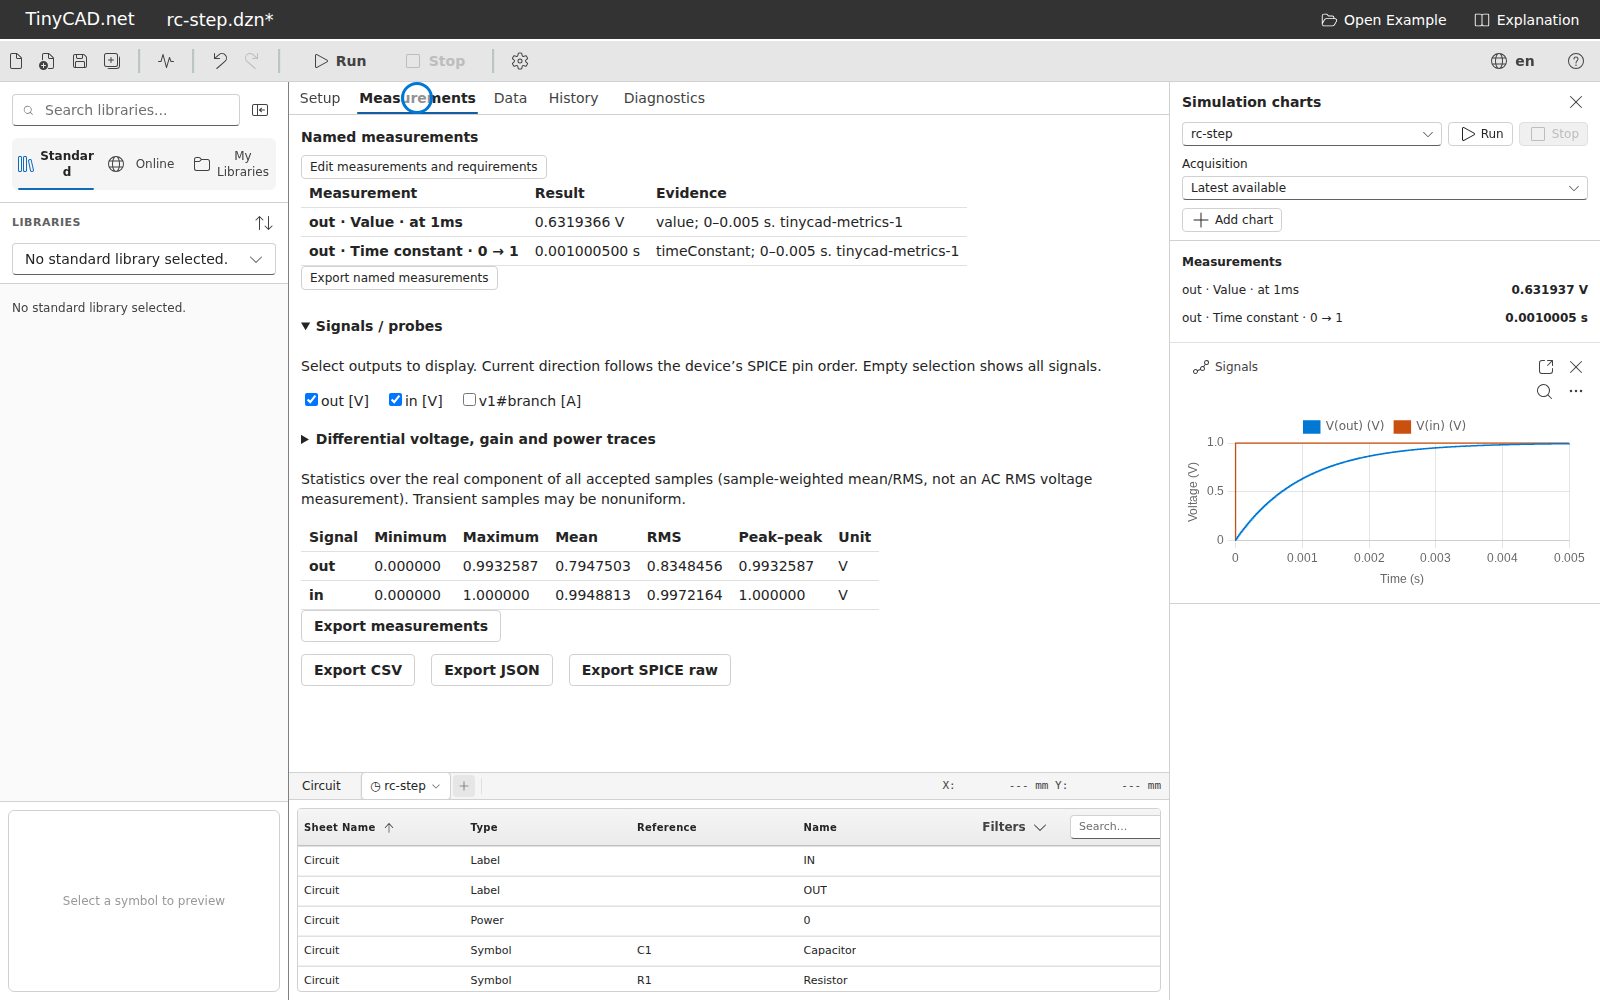 TinyCAD.net
rc-step.dzn*
Open Example
Explanation
Run
Stop
en
Search libraries...
Standar
d
Online
My
Libraries
LIBRARIES
No standard library selected.
No standard library selected.
Select a symbol to preview
Setup
Measurements
Data
History
Diagnostics
Named measurements
Edit measurements and requirements
Measurement Result Evidence
out · Value · at 1ms 0.6319366 V value; 0–0.005 s. tinycad-metrics-1
out · Time constant · 0 → 1 0.001000500 s timeConstant; 0–0.005 s. tinycad-metrics-1
Export named measurements
Signals / probes
Select outputs to display. Current direction follows the device’s SPICE pin order. Empty selection shows all signals.
out [V] in [V] v1#branch [A]
Differential voltage, gain and power traces
Statistics over the real component of all accepted samples (sample-weighted mean/RMS, not an AC RMS voltage
measurement). Transient samples may be nonuniform.
Signal Minimum Maximum Mean RMS Peak–peak Unit
out 0.000000 0.9932587 0.7947503 0.8348456 0.9932587 V
in 0.000000 1.000000 0.9948813 0.9972164 1.000000 V
Export measurements
Export CSV Export JSON Export SPICE raw
Circuit
rc-step
X: --- mm Y: --- mm
Sheet Name Type Reference Name Filters Search...
Circuit Label IN
Circuit Label OUT
Circuit Power 0
Circuit Symbol C1 Capacitor
Circuit Symbol R1 Resistor
Simulation charts
rc-step
Run
Stop
Acquisition
Latest available
Add chart
Measurements
out · Value · at 1ms 0.631937 V
out · Time constant · 0 → 1 0.0010005 s
Signals
V(out) (V) V(in) (V)
Voltage (V)
1.0
0.5
0
0 0.001 0.002 0.003 0.004 0.005
Time (s)